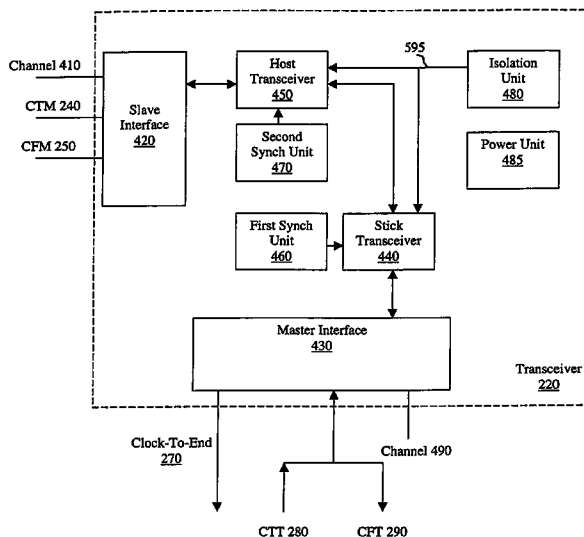 595
Channel 410
CTM 240
CFM 250
Slave
Interface
420
Host
Transceiver
450
Isolation
Unit
480
Second
Synch Unit
470
Power Unit
485
First Synch
Unit
460
Stick
Transceiver
440
Master Interface
430
Transceiver
220
Clock-To-End
270
Channel 490
CTT 280
CFT 290